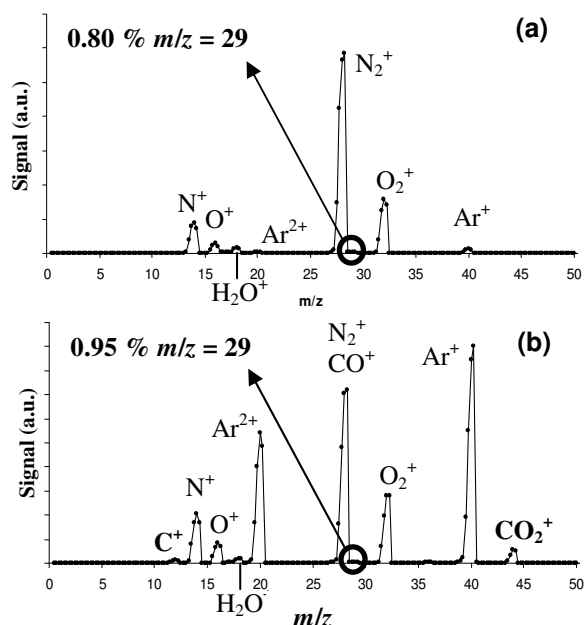 0.80 % m/z = 29
(a)
N₂⁺
Signal (a.u.)
N⁺
O⁺
Ar²⁺
O₂⁺
Ar⁺
0 5 10 15 20 25 30 35 40 45 50
H₂O⁺
m/z
0.95 % m/z = 29
N₂⁺
CO⁺
(b)
Ar⁺
Signal (a.u.)
Ar²⁺
N⁺
O⁺
C⁺
O₂⁺
CO₂⁺
0 5 10 15 20 25 30 35 40 45 50
H₂O
m/z